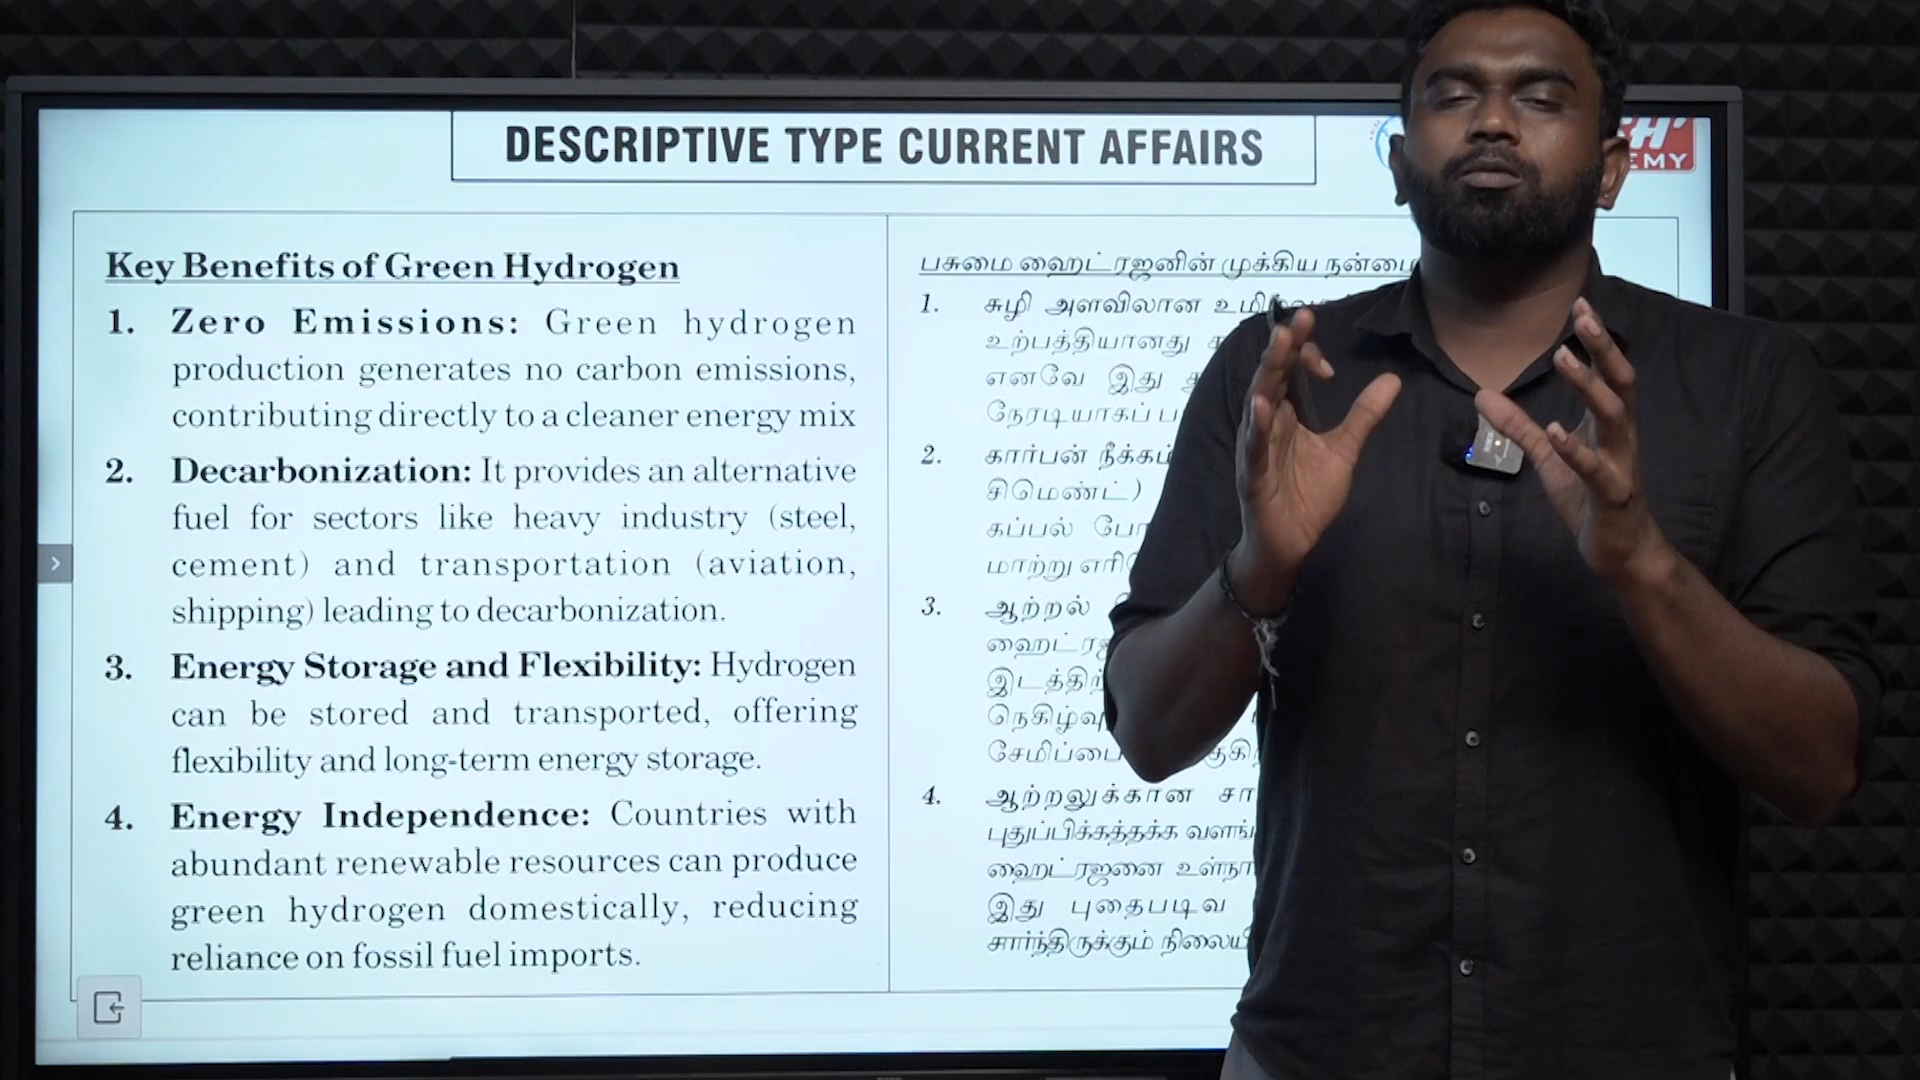 DESCRIPTIVE TYPE CURRENT AFFAIRS
EMY
Key Benefits of Green Hydrogen
1. Zero Emissions: Green hydrogen
production generates no carbon emissions,
contributing directly to a cleaner energy mix
2. Decarbonization: It provides an alternative
fuel for sectors like heavy industry (steel,
cement) and transportation (aviation,
shipping) leading to decarbonization.
3. Energy Storage and Flexibility: Hydrogen
can be stored and transported, offering
flexibility and long-term energy storage.
4. Energy Independence: Countries with
abundant renewable resources can produce
green hydrogen domestically, reducing
reliance on fossil fuel imports.
பசுமை ஹைட்ரஜனின் முக்கிய
1. சுழி அளவிலான
உற்பத்தியானது
எனவே இது
நேரடியாகப்
2. கார்பன்
சிமெண்ட்)
கப்பல்
மாற்று
3. ஆற்றல்
4. ஆற்றலுக்கான
புதுப்பிக்கத்தக்க
ஹைட்ரஜனை
இது புதைபடிவ
சார்ந்திருக்கும்